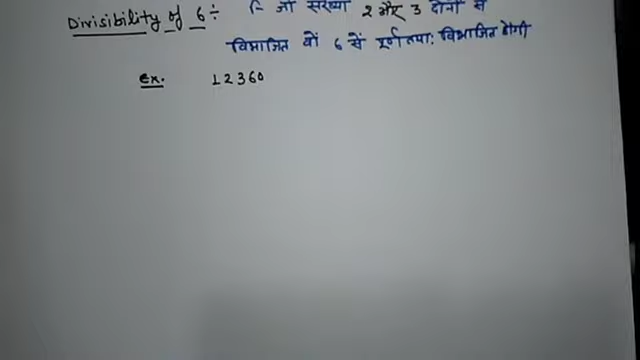 Divisibility of 6 ÷ जो संख्या 2 और 3 दोनों से
विभाजित वो 6 सें पूर्णतया: विभाजित होगी
ex. 12360